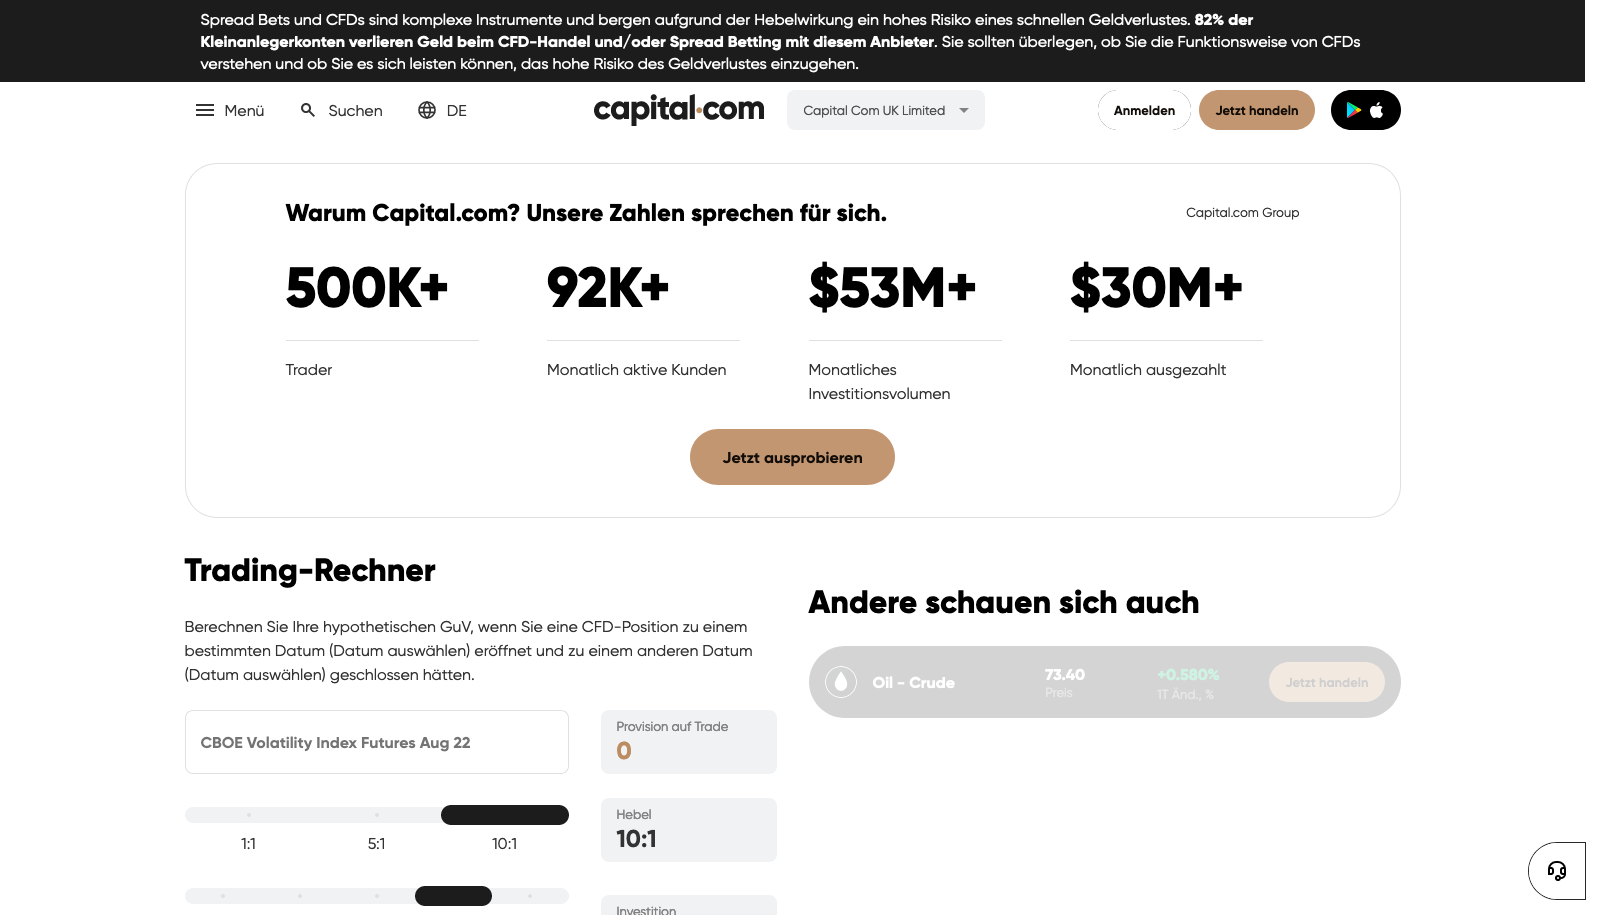 Spread Bets und CFDs sind komplexe Instrumente und bergen aufgrund der Hebelwirkung ein hohes Risiko eines schnellen Geldverlustes. 82% der
Kleinanlegerkonten verlieren Geld beim CFD-Handel und/oder Spread Betting mit diesem Anbieter. Sie sollten überlegen, ob Sie die Funktionsweise von CFDs
verstehen und ob Sie es sich leisten können, das hohe Risiko des Geldverlustes einzugehen.
Menü
Suchen
DE
capital.com
Capital Com UK Limited
Anmelden
Jetzt handeln
Warum Capital.com? Unsere Zahlen sprechen für sich.
Capital.com Group
500K+
92K+
$53M+
$30M+
Trader
Monatlich aktive Kunden
Monatliches
Investitionsvolumen
Monatlich ausgezahlt
Jetzt ausprobieren
Trading-Rechner
Berechnen Sie Ihre hypothetischen GuV, wenn Sie eine CFD-Position zu einem
bestimmten Datum (Datum auswählen) eröffnet und zu einem anderen Datum
(Datum auswählen) geschlossen hätten.
CBOE Volatility Index Futures Aug 22
Provision auf Trade
0
1:1
5:1
10:1
Hebel
10:1
Investition
Andere schauen sich auch
Oil - Crude
73.40
Preis
+0.580%
1T Änd., %
Jetzt handeln